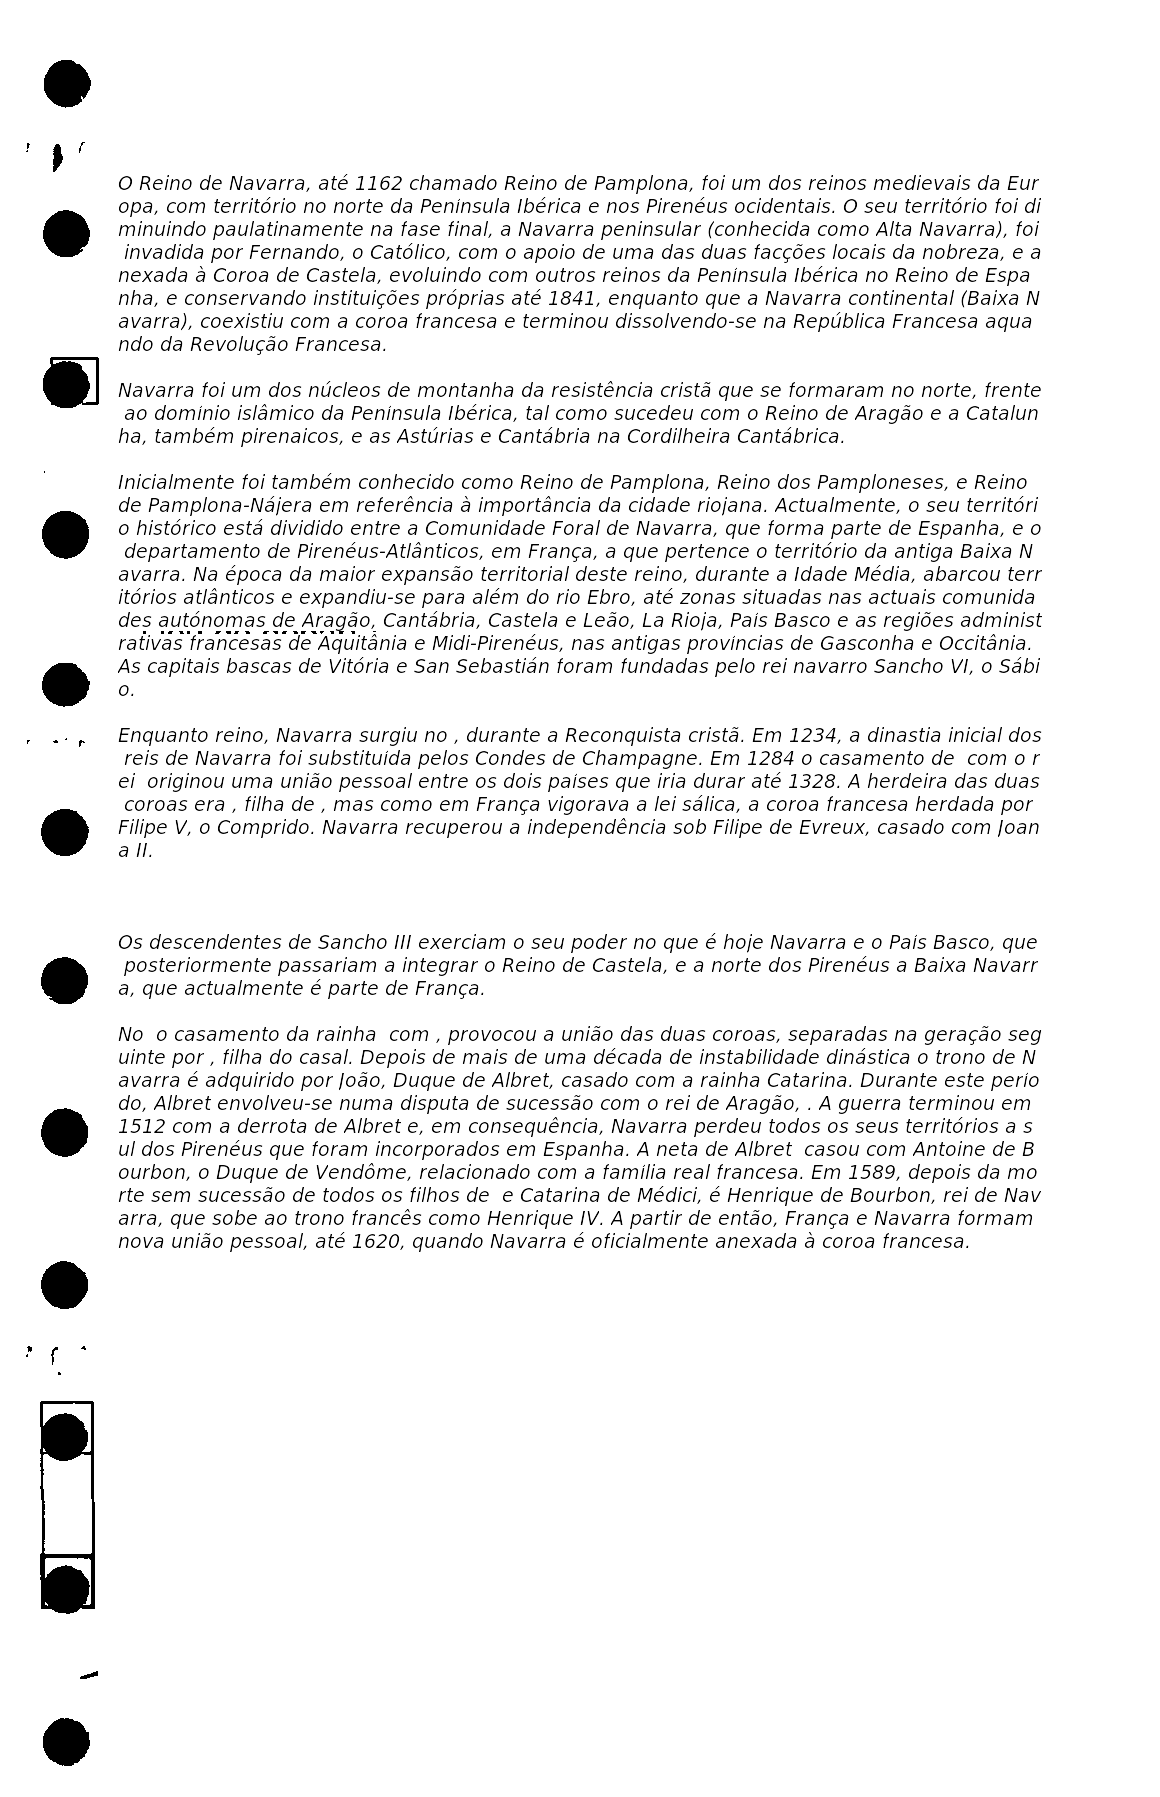 O Reino de Navarra, até 1162 chamado Reino de Pamplona, foi um dos reinos medievais da Eur
opa, com território no norte da Península Ibérica e nos Pirenéus ocidentais. O seu território foi di
minuindo paulatinamente na fase final, a Navarra peninsular (conhecida como Alta Navarra), foi
invadida por Fernando, o Católico, com o apoio de uma das duas facções locais da nobreza, e a
nexada à Coroa de Castela, evoluindo com outros reinos da Península Ibérica no Reino de Espa
nha, e conservando instituições próprias até 1841, enquanto que a Navarra continental (Baixa N
avarra), coexistiu com a coroa francesa e terminou dissolvendo-se na República Francesa aqua
ndo da Revolução Francesa.

Navarra foi um dos núcleos de montanha da resistência cristã que se formaram no norte, frente
ao domínio islâmico da Península Ibérica, tal como sucedeu com o Reino de Aragão e a Catalun
ha, também pirenaicos, e as Astúrias e Cantábria na Cordilheira Cantábrica.

Inicialmente foi também conhecido como Reino de Pamplona, Reino dos Pamploneses, e Reino
de Pamplona-Nájera em referência à importância da cidade riojana. Actualmente, o seu territóri
o histórico está dividido entre a Comunidade Foral de Navarra, que forma parte de Espanha, e o
departamento de Pirenéus-Atlânticos, em França, a que pertence o território da antiga Baixa N
avarra. Na época da maior expansão territorial deste reino, durante a Idade Média, abarcou terr
itórios atlânticos e expandiu-se para além do rio Ebro, até zonas situadas nas actuais comunida
des autónomas de Aragão, Cantábria, Castela e Leão, La Rioja, País Basco e as regiões administ
rativas francesas de Aquitânia e Midi-Pirenéus, nas antigas províncias de Gasconha e Occitânia.
As capitais bascas de Vitória e San Sebastián foram fundadas pelo rei navarro Sancho VI, o Sábi
o.

Enquanto reino, Navarra surgiu no , durante a Reconquista cristã. Em 1234, a dinastia inicial dos
reis de Navarra foi substituída pelos Condes de Champagne. Em 1284 o casamento de  com o r
ei  originou uma união pessoal entre os dois países que iria durar até 1328. A herdeira das duas
coroas era , filha de , mas como em França vigorava a lei sálica, a coroa francesa herdada por
Filipe V, o Comprido. Navarra recuperou a independência sob Filipe de Evreux, casado com Joan
a II.

Os descendentes de Sancho III exerciam o seu poder no que é hoje Navarra e o País Basco, que
posteriormente passariam a integrar o Reino de Castela, e a norte dos Pirenéus a Baixa Navarr
a, que actualmente é parte de França.

No  o casamento da rainha  com , provocou a união das duas coroas, separadas na geração seg
uinte por , filha do casal. Depois de mais de uma década de instabilidade dinástica o trono de N
avarra é adquirido por João, Duque de Albret, casado com a rainha Catarina. Durante este perío
do, Albret envolveu-se numa disputa de sucessão com o rei de Aragão, . A guerra terminou em
1512 com a derrota de Albret e, em consequência, Navarra perdeu todos os seus territórios a s
ul dos Pirenéus que foram incorporados em Espanha. A neta de Albret  casou com Antoine de B
ourbon, o Duque de Vendôme, relacionado com a família real francesa. Em 1589, depois da mo
rte sem sucessão de todos os filhos de  e Catarina de Médici, é Henrique de Bourbon, rei de Nav
arra, que sobe ao trono francês como Henrique IV. A partir de então, França e Navarra formam
nova união pessoal, até 1620, quando Navarra é oficialmente anexada à coroa francesa.